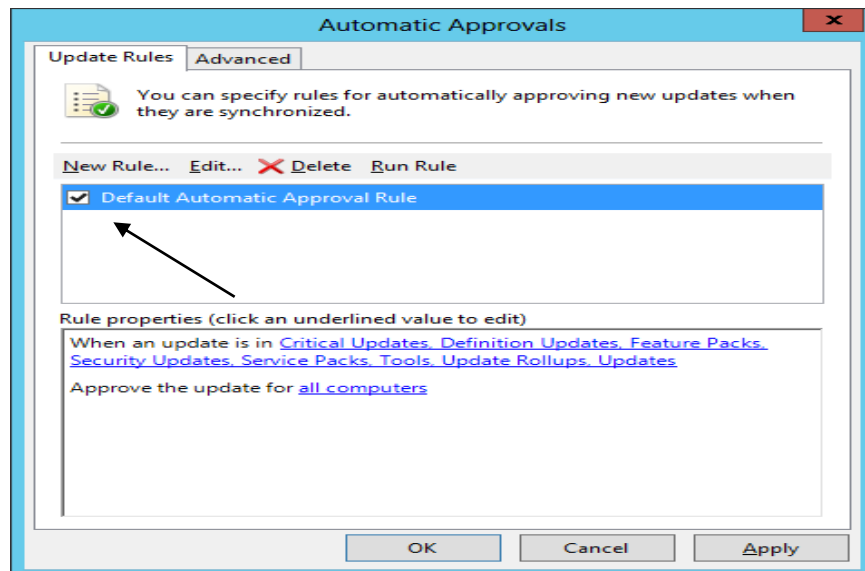 Automatic Approvals
Update Rules Advanced
You can specify rules for automatically approving new updates when
they are synchronized.
New Rule... Edit... Delete Run Rule
Default Automatic Approval Rule
Rule properties (click an underlined value to edit)
When an update is in Critical Updates, Definition Updates, Feature Packs,
Security Updates, Service Packs, Tools, Update Rollups, Updates
Approve the update for all computers
OK Cancel Apply